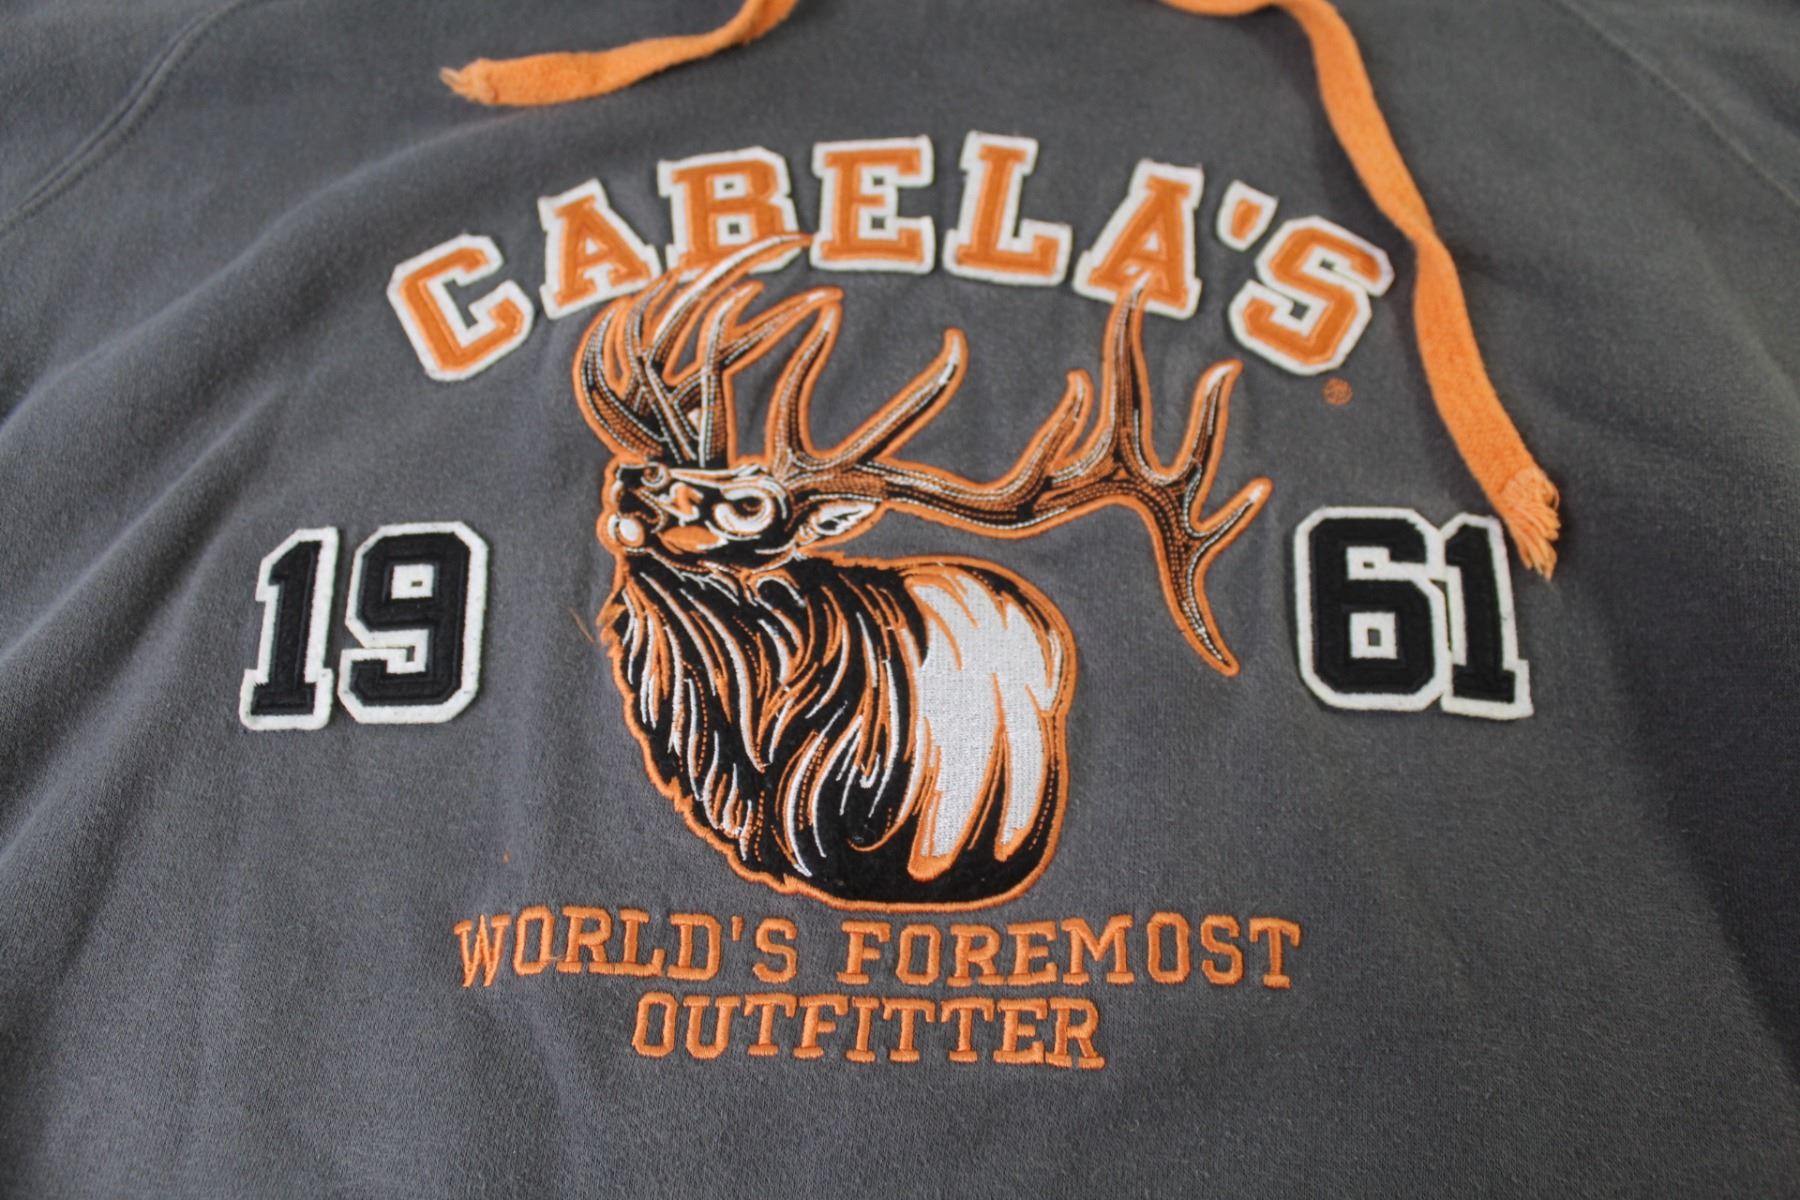 CABELA'S
®
19 61
WORLD'S FOREMOST
OUTFITTER